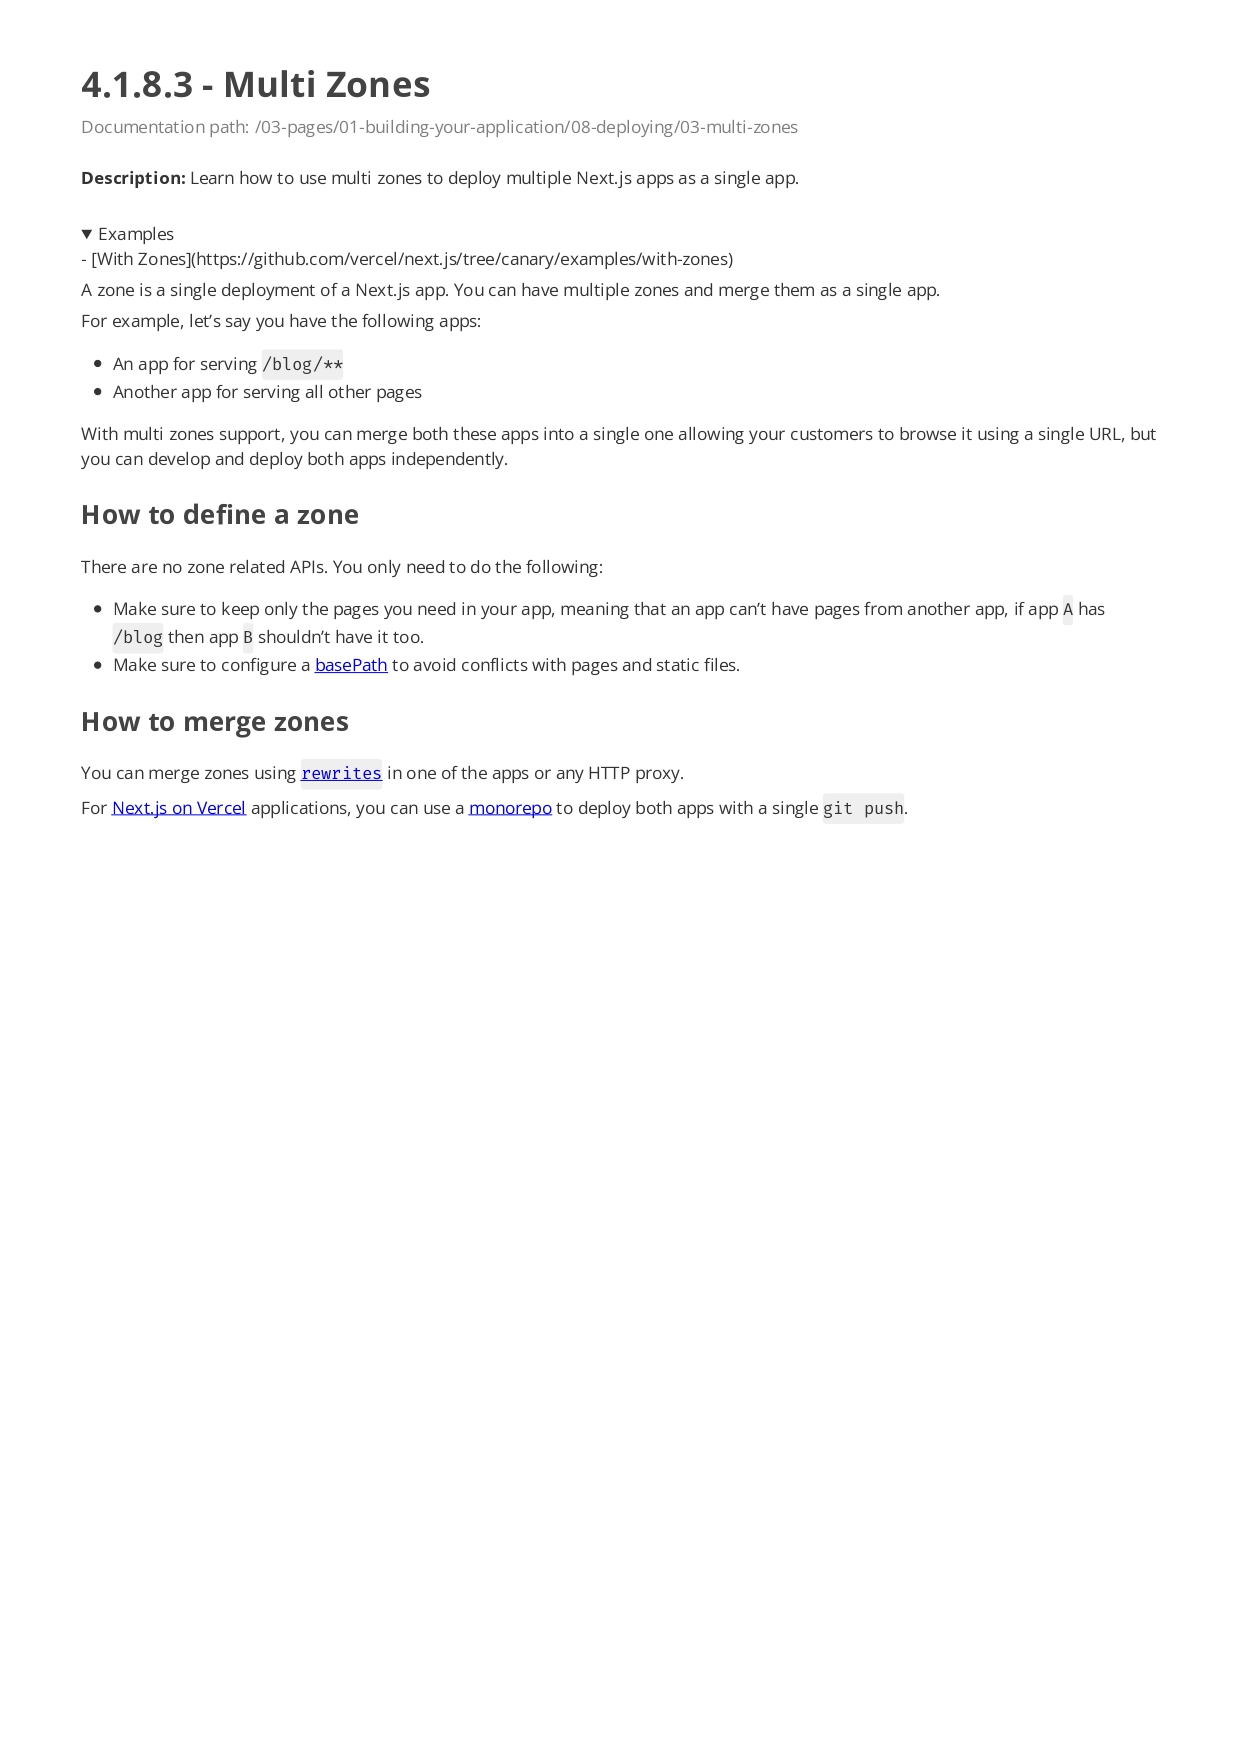 4.1.8.3 - Multi Zones
Documentation path: /03-pages/01-building-your-application/08-deploying/03-multi-zones
Description: Learn how to use multi zones to deploy multiple Next.js apps as a single app.
▼ Examples
- [With Zones](https://github.com/vercel/next.js/tree/canary/examples/with-zones)
A zone is a single deployment of a Next.js app. You can have multiple zones and merge them as a single app.
For example, let’s say you have the following apps:
• An app for serving /blog/**
• Another app for serving all other pages
With multi zones support, you can merge both these apps into a single one allowing your customers to browse it using a single URL, but
you can develop and deploy both apps independently.
How to define a zone
There are no zone related APIs. You only need to do the following:
• Make sure to keep only the pages you need in your app, meaning that an app can’t have pages from another app, if app A has
/blog then app B shouldn’t have it too.
• Make sure to configure a basePath to avoid conflicts with pages and static files.
How to merge zones
You can merge zones using rewrites in one of the apps or any HTTP proxy.
For Next.js on Vercel applications, you can use a monorepo to deploy both apps with a single git push.